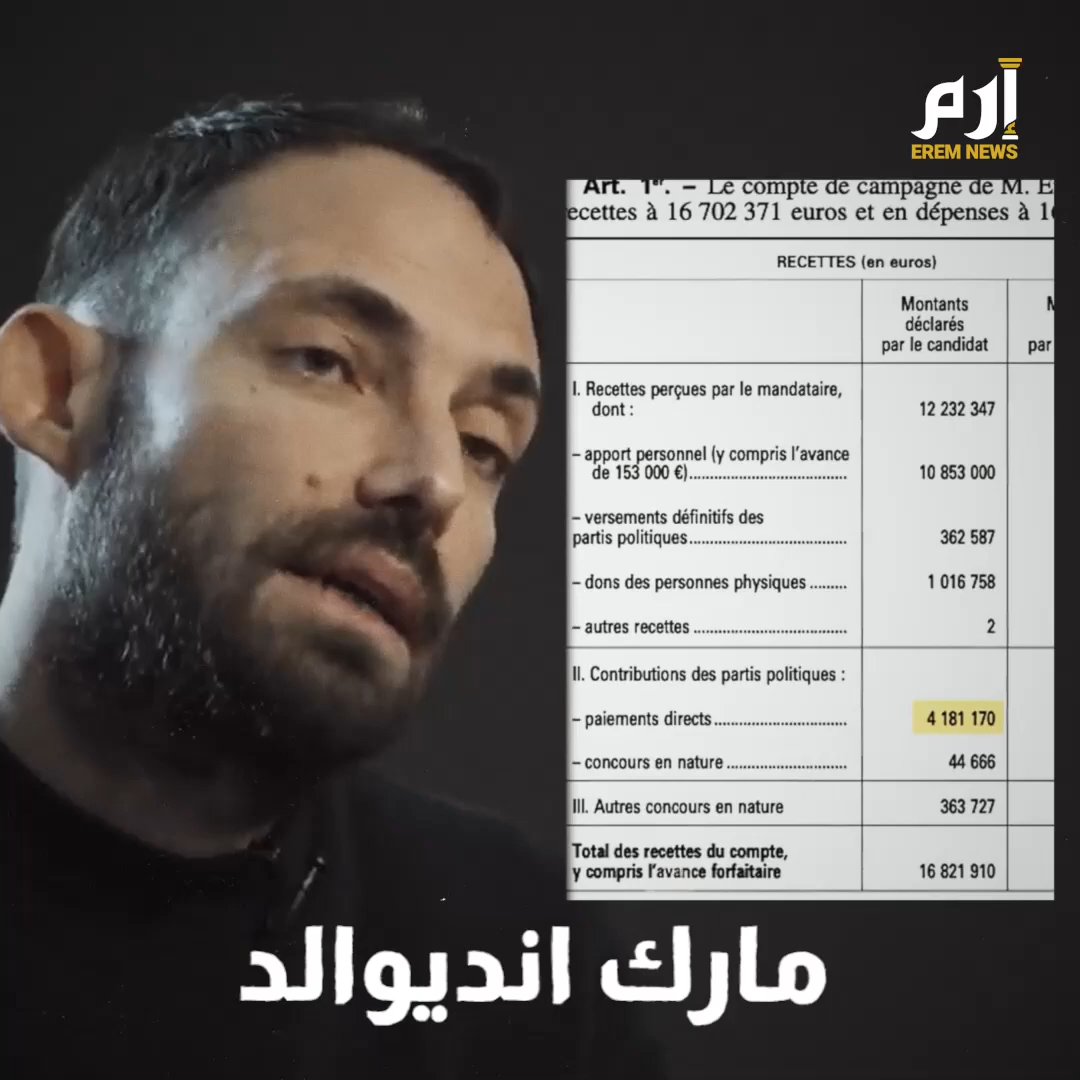 إرم
EREM NEWS
Art. 1er. – Le compte de campagne de M. E
ecettes à 16 702 371 euros et en dépenses à 16
RECETTES (en euros)
Montants
déclarés
par le candidat
par
I. Recettes perçues par le mandataire,
dont :
12 232 347
– apport personnel (y compris l'avance
de 153 000 €)
10 853 000
– versements définitifs des
partis politiques
362 587
– dons des personnes physiques
1 016 758
– autres recettes
2
II. Contributions des partis politiques :
– paiements directs
4 181 170
– concours en nature
44 666
III. Autres concours en nature
363 727
Total des recettes du compte,
y compris l'avance forfaitaire
16 821 910
مارك انديوالد